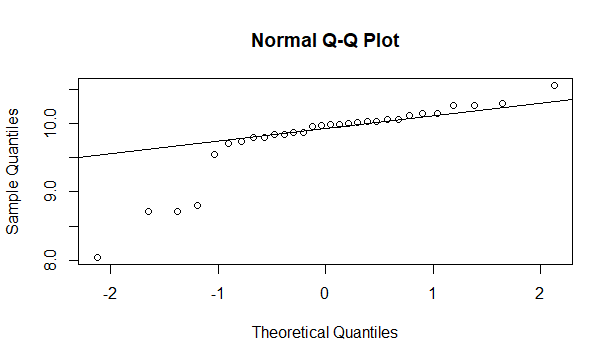 Normal Q-Q Plot
Sample Quantiles
10.0
9.0
8.0
-2 -1 0 1 2
Theoretical Quantiles